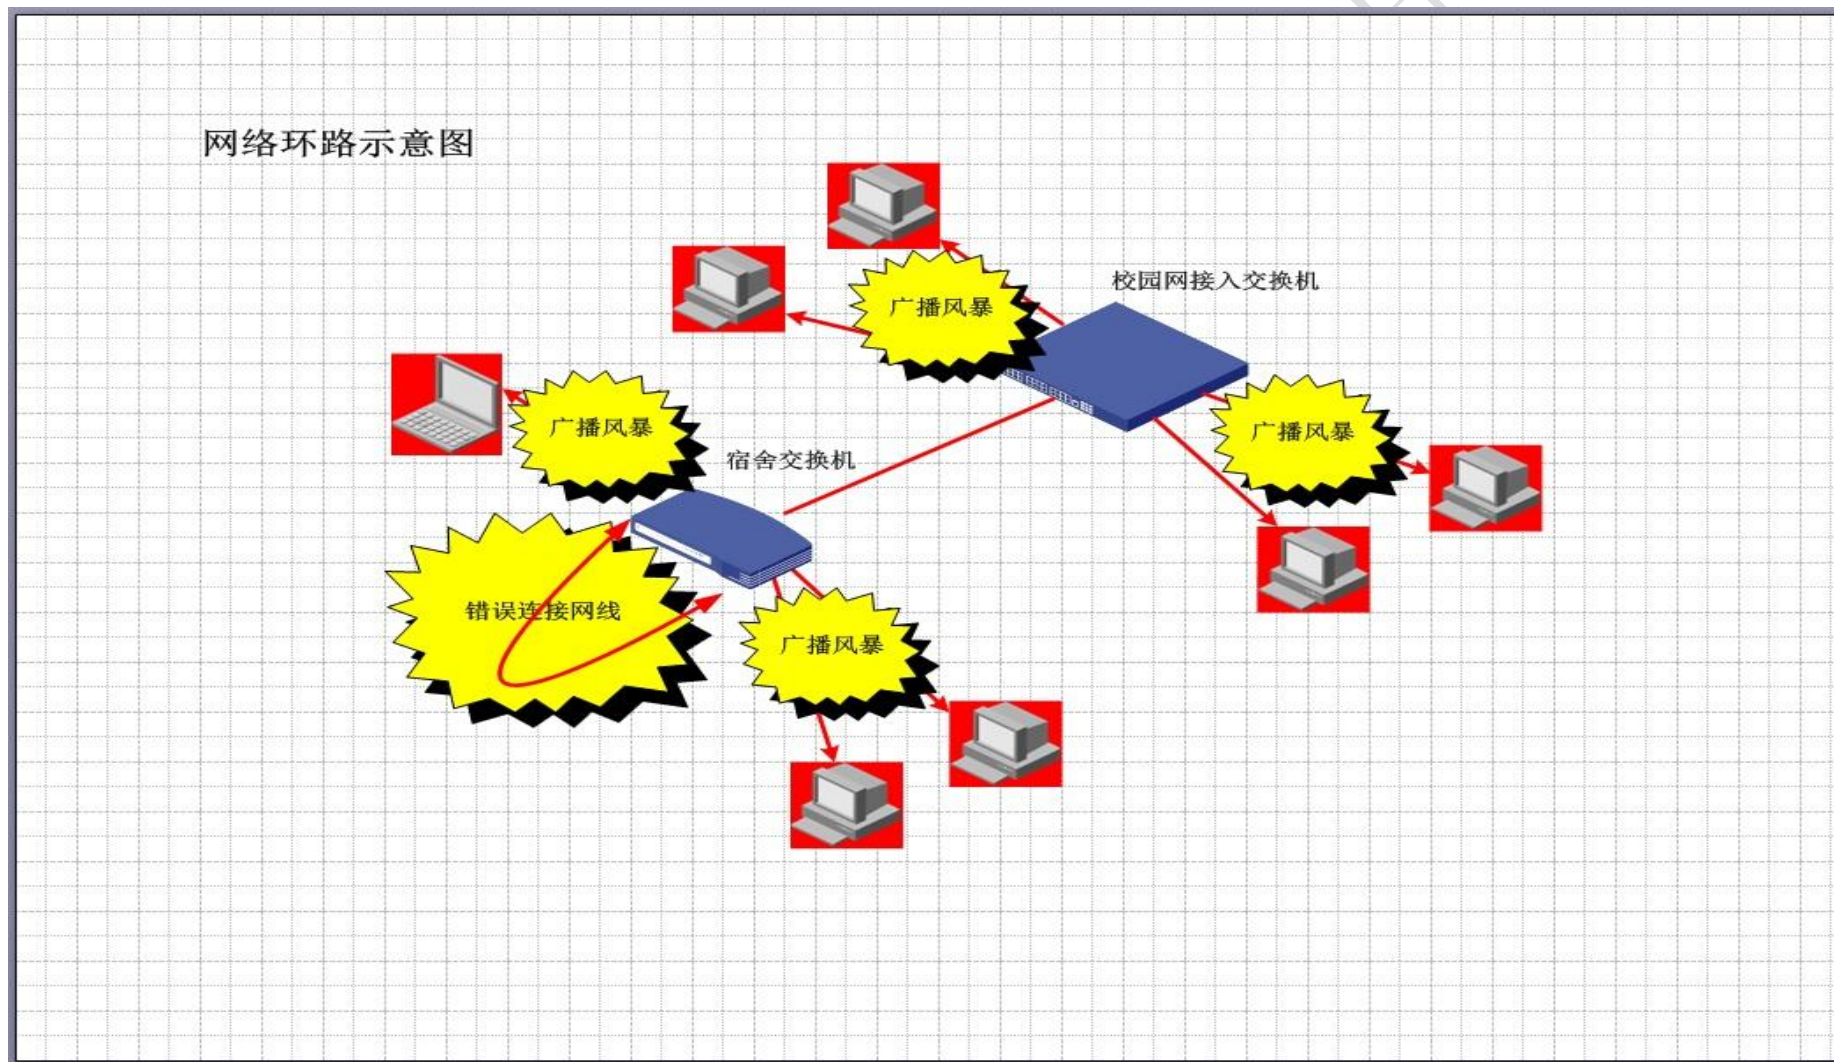 网络环路示意图
校园网接入交换机
广播风暴
广播风暴
广播风暴
宿舍交换机
错误连接网线
广播风暴